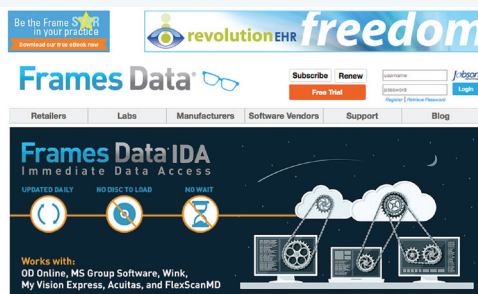 Be the Frame STAR
in your practice
Download our free eBook now
revolutionEHR freedom
Frames Data
Subscribe Renew
Free Trial
username
password
Login
Jobson
Register | Retrieve Password
Retailers Labs Manufacturers Software Vendors Support Blog
Frames Data IDA
Immediate Data Access
UPDATED DAILY NO DISC TO LOAD NO WAIT
Works with:
OD Online, MS Group Software, Wink,
My Vision Express, Acuitas, and FlexScanMD